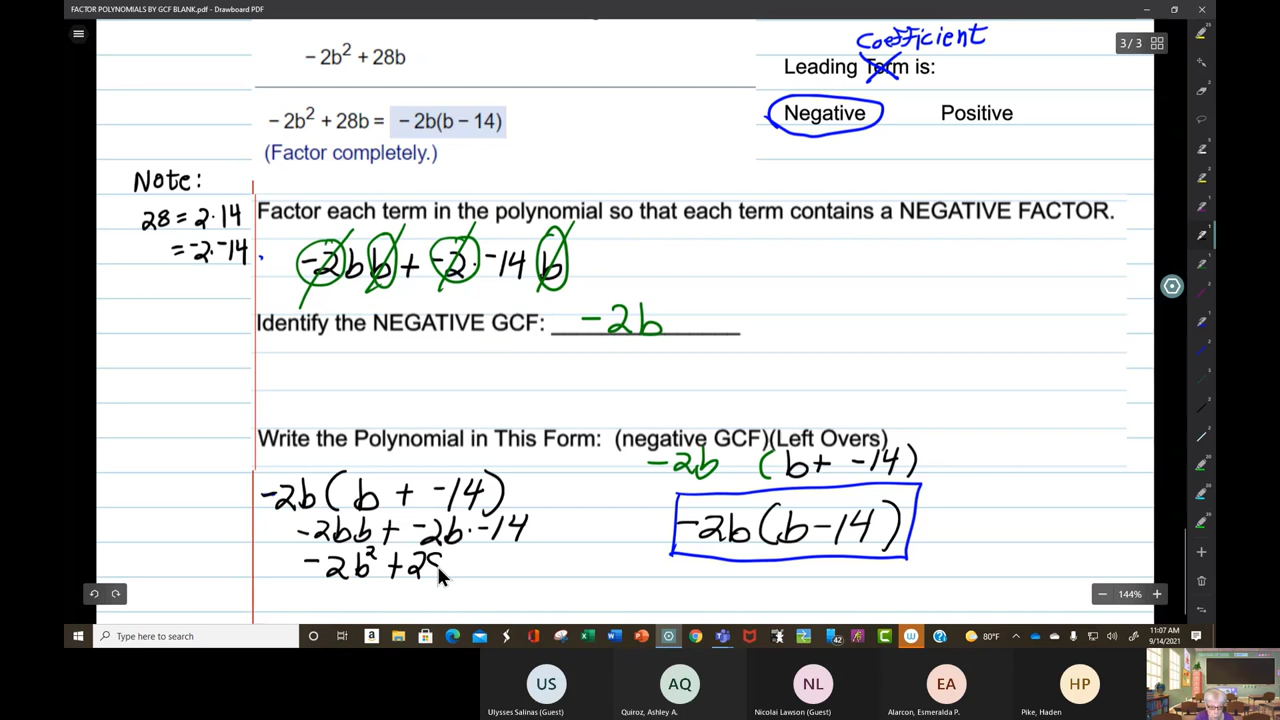 FACTOR POLYNOMIALS BY GCF BLANK.pdf - Drawboard PDF
3/3
- 2b² + 28b
Coefficient
Leading Term is:
- 2b² + 28b = - 2b(b - 14)
Negative Positive
(Factor completely.)
Note:
28 = 2·14
= -2·-14
Factor each term in the polynomial so that each term contains a NEGATIVE FACTOR.
-2bb + -2·-14b
Identify the NEGATIVE GCF: -2b
Write the Polynomial in This Form: (negative GCF)(Left Overs)
-2b (b + -14)
-2b(b + -14)
-2b(b-14)
-2bb + -2b·-14
-2b² +28
144%
Type here to search
42
80°F
11:07 AM
9/14/2021
US
AQ
NL
EA
HP
Ulysses Salinas (Guest)
Quiroz, Ashley A.
Nicolai Lawson (Guest)
Alarcon, Esmeralda P.
Pike, Haden